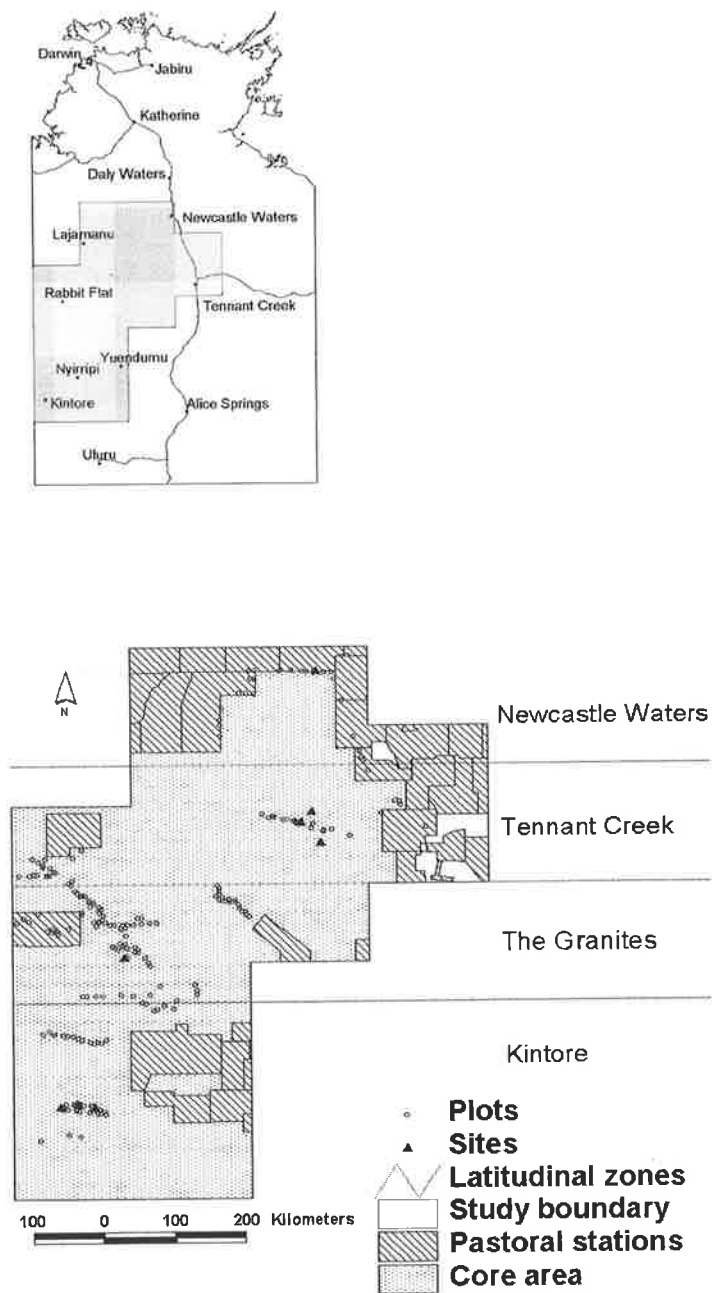 Darwin
Jabiru
Katherine
Daly Waters
Newcastle Waters
Lajamanu
Rabbit Flat
Tennant Creek
Yuendumu
Nyirripi
Kintore
Alice Springs
Uluru
N
Newcastle Waters
Tennant Creek
The Granites
Kintore
Plots
Sites
Latitudinal zones
Study boundary
Pastoral stations
Core area
100 0 100 200 Kilometers